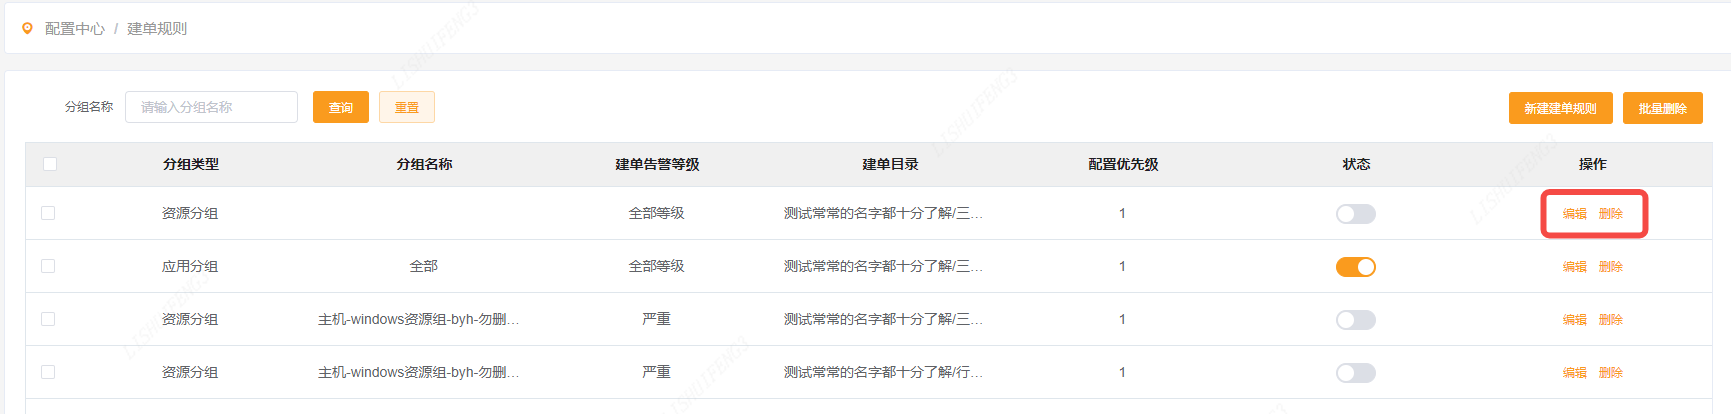 配置中心 / 建单规则
分组名称 请输入分组名称 查询 重置 新建建单规则 批量删除
分组类型 分组名称 建单告警等级 建单目录 配置优先级 状态 操作
资源分组 全部等级 测试常常的名字都十分了解/三... 1 编辑 删除
应用分组 全部 全部等级 测试常常的名字都十分了解/三... 1 编辑 删除
资源分组 主机-windows资源组-byh-勿删... 严重 测试常常的名字都十分了解/三... 1 编辑 删除
资源分组 主机-windows资源组-byh-勿删... 严重 测试常常的名字都十分了解/行... 1 编辑 删除
LISHUIFENG3
LISHUIFENG3
LISHUIFENG3
LISHUIFENG3
LISHUIFENG3